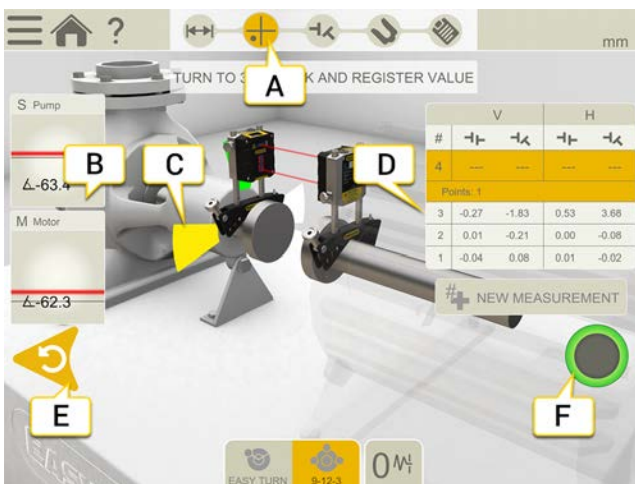 ?
mm
A
TURN TO 3 K AND REGISTER VALUE
S Pump
-63.4
B
C
D
M Motor
-62.3
V H
#
4 --- --- --- ---
Points: 1
3 -0.27 -1.83 0.53 3.68
2 0.01 -0.21 0.00 -0.08
1 -0.04 0.08 0.01 -0.02
# NEW MEASUREMENT
E
F
EASY TURN
9-12-3
0